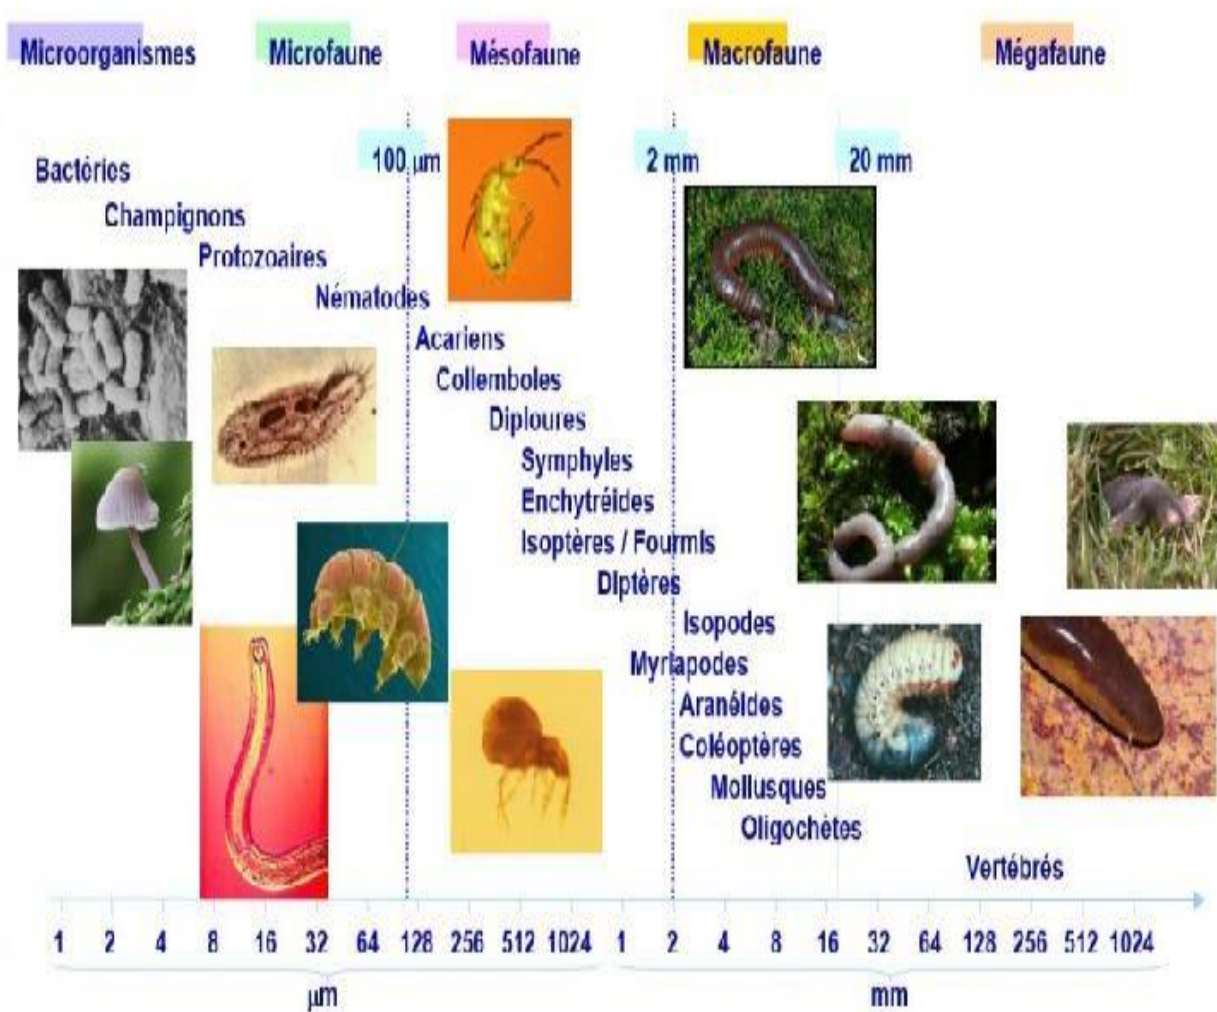 Microorganismes Microfaune Mésofaune Macrofaune Mégafaune
100 µm 2 mm 20 mm
Bactéries
Champignons
Protozoaires
Nématodes
Acariens
Collemboles
Diploures
Symphyles
Enchytréides
Isoptères / Fourmis
Diptères
Isopodes
Myriapodes
Aranéides
Coléoptères
Mollusques
Oligochètes
Vertébrés
1 2 4 8 16 32 64 128 256 512 1024 1 2 4 8 16 32 64 128 256 512 1024
µm mm